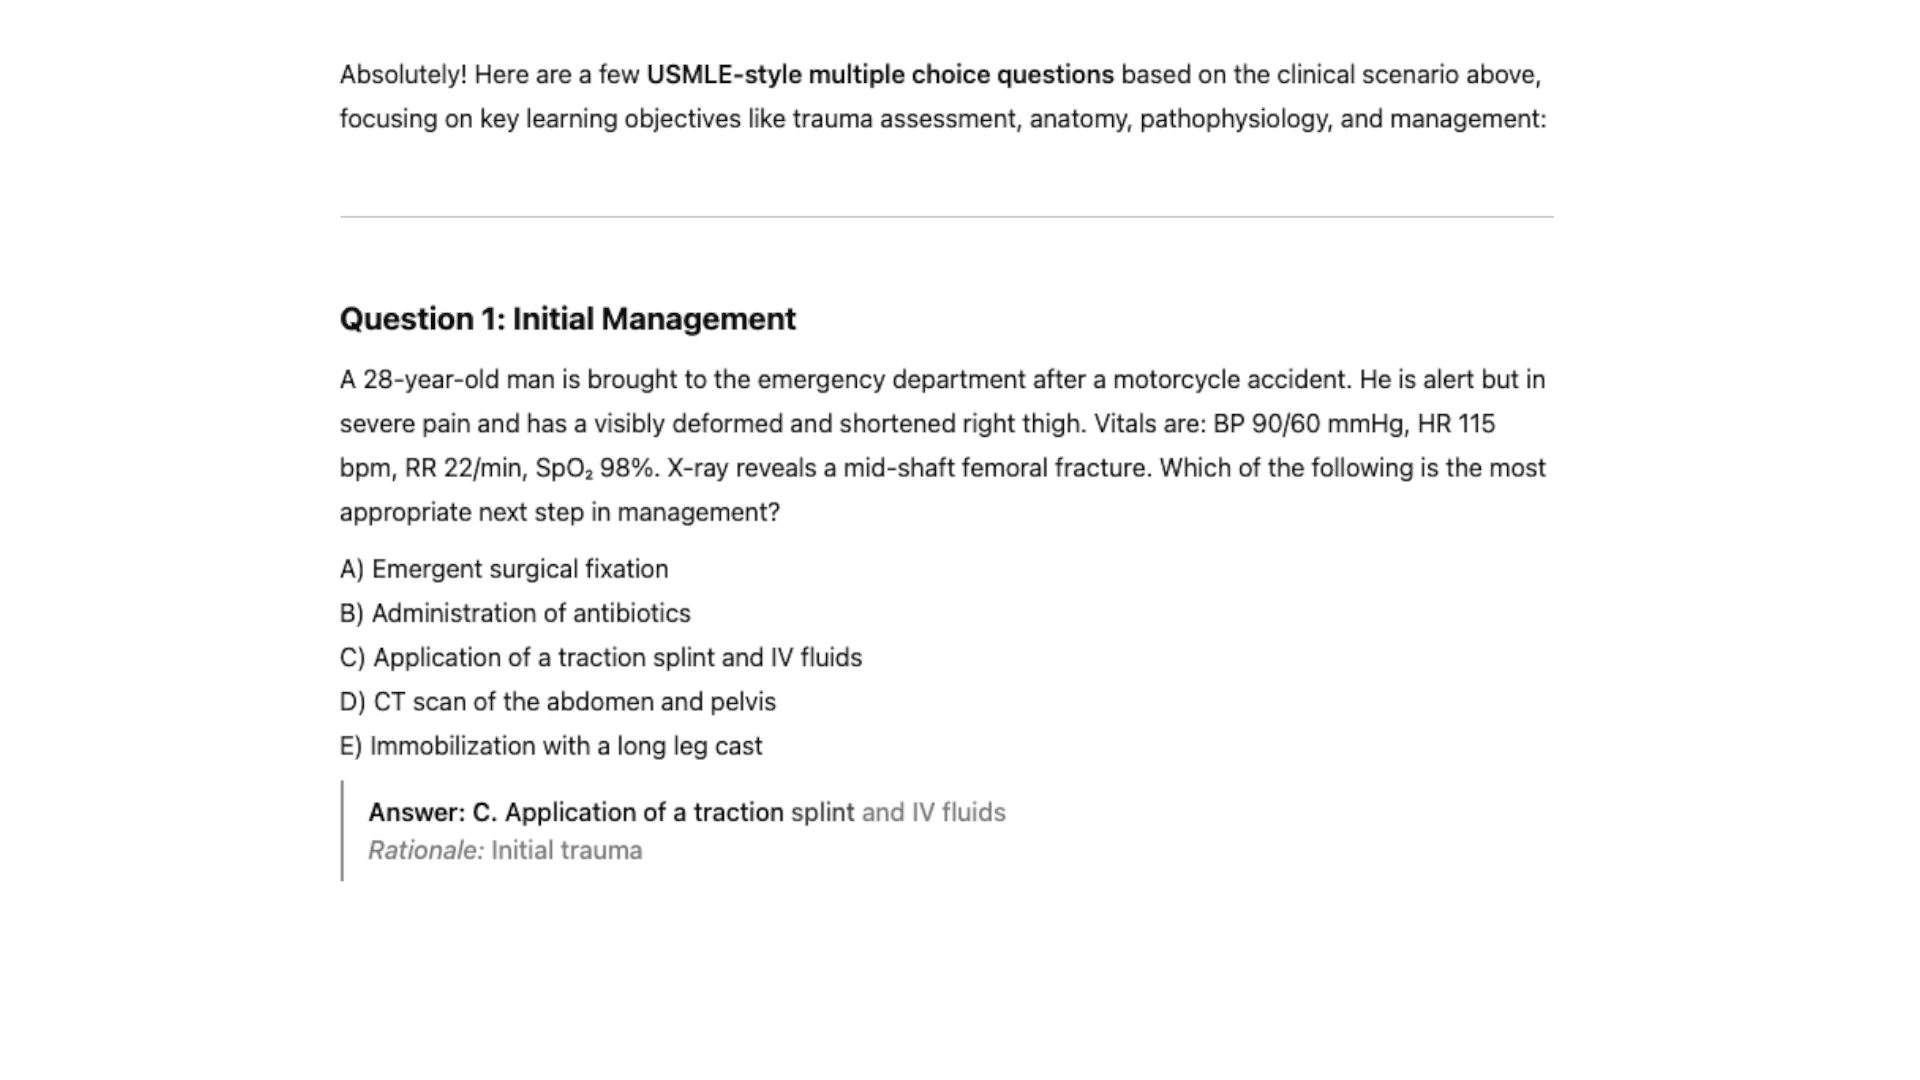 Absolutely! Here are a few USMLE-style multiple choice questions based on the clinical scenario above,
focusing on key learning objectives like trauma assessment, anatomy, pathophysiology, and management:
Question 1: Initial Management
A 28-year-old man is brought to the emergency department after a motorcycle accident. He is alert but in
severe pain and has a visibly deformed and shortened right thigh. Vitals are: BP 90/60 mmHg, HR 115
bpm, RR 22/min, SpO₂ 98%. X-ray reveals a mid-shaft femoral fracture. Which of the following is the most
appropriate next step in management?
A) Emergent surgical fixation
B) Administration of antibiotics
C) Application of a traction splint and IV fluids
D) CT scan of the abdomen and pelvis
E) Immobilization with a long leg cast
Answer: C. Application of a traction splint and IV fluids
Rationale: Initial trauma